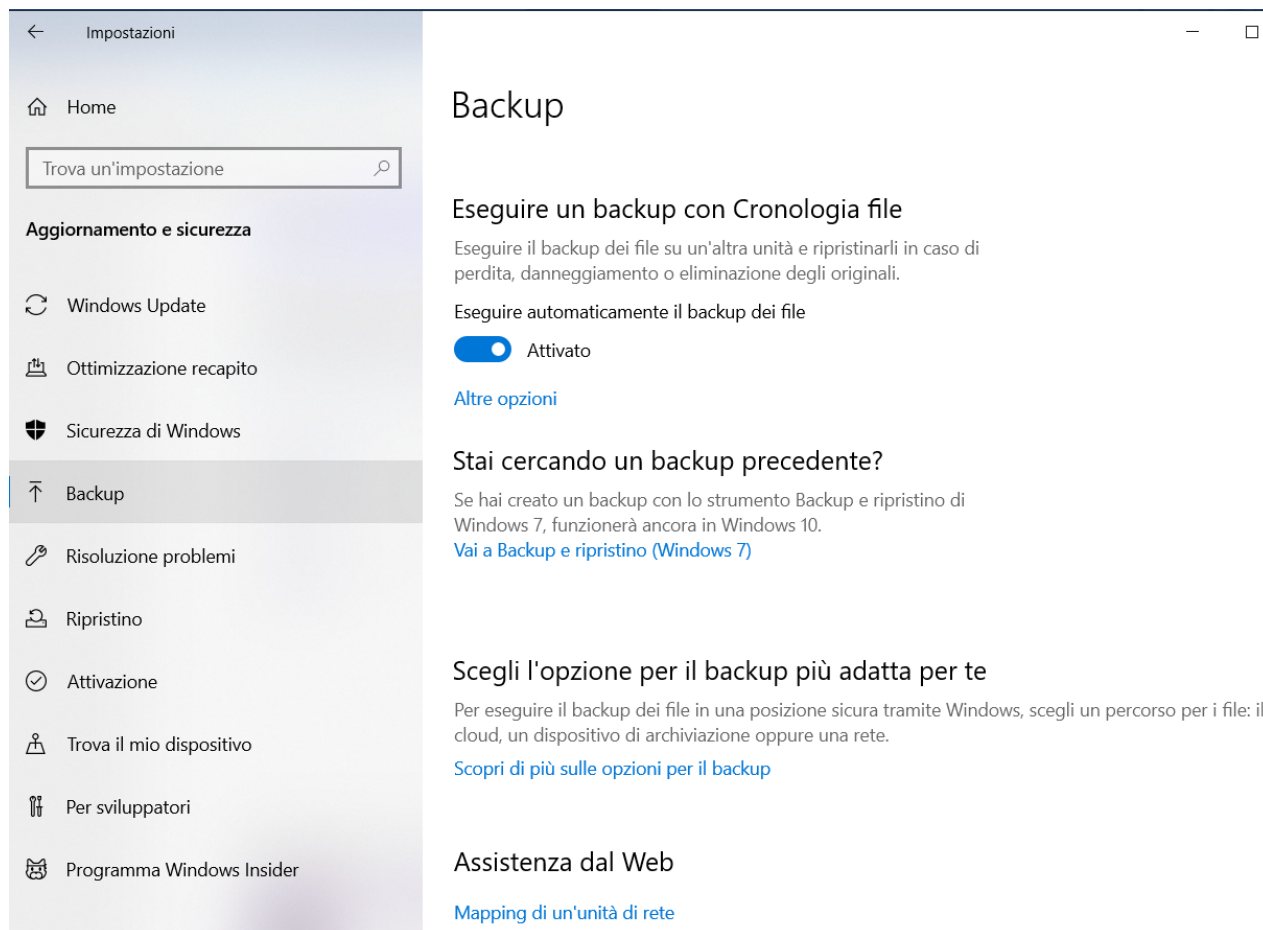 Impostazioni
Home
Trova un'impostazione
Aggiornamento e sicurezza
Windows Update
Ottimizzazione recapito
Sicurezza di Windows
Backup
Risoluzione problemi
Ripristino
Attivazione
Trova il mio dispositivo
Per sviluppatori
Programma Windows Insider
Backup
Eseguire un backup con Cronologia file
Eseguire il backup dei file su un'altra unità e ripristinarli in caso di
perdita, danneggiamento o eliminazione degli originali.
Eseguire automaticamente il backup dei file
Attivato
Altre opzioni
Stai cercando un backup precedente?
Se hai creato un backup con lo strumento Backup e ripristino di
Windows 7, funzionerà ancora in Windows 10.
Vai a Backup e ripristino (Windows 7)
Scegli l'opzione per il backup più adatta per te
Per eseguire il backup dei file in una posizione sicura tramite Windows, scegli un percorso per i file: il
cloud, un dispositivo di archiviazione oppure una rete.
Scopri di più sulle opzioni per il backup
Assistenza dal Web
Mapping di un'unità di rete